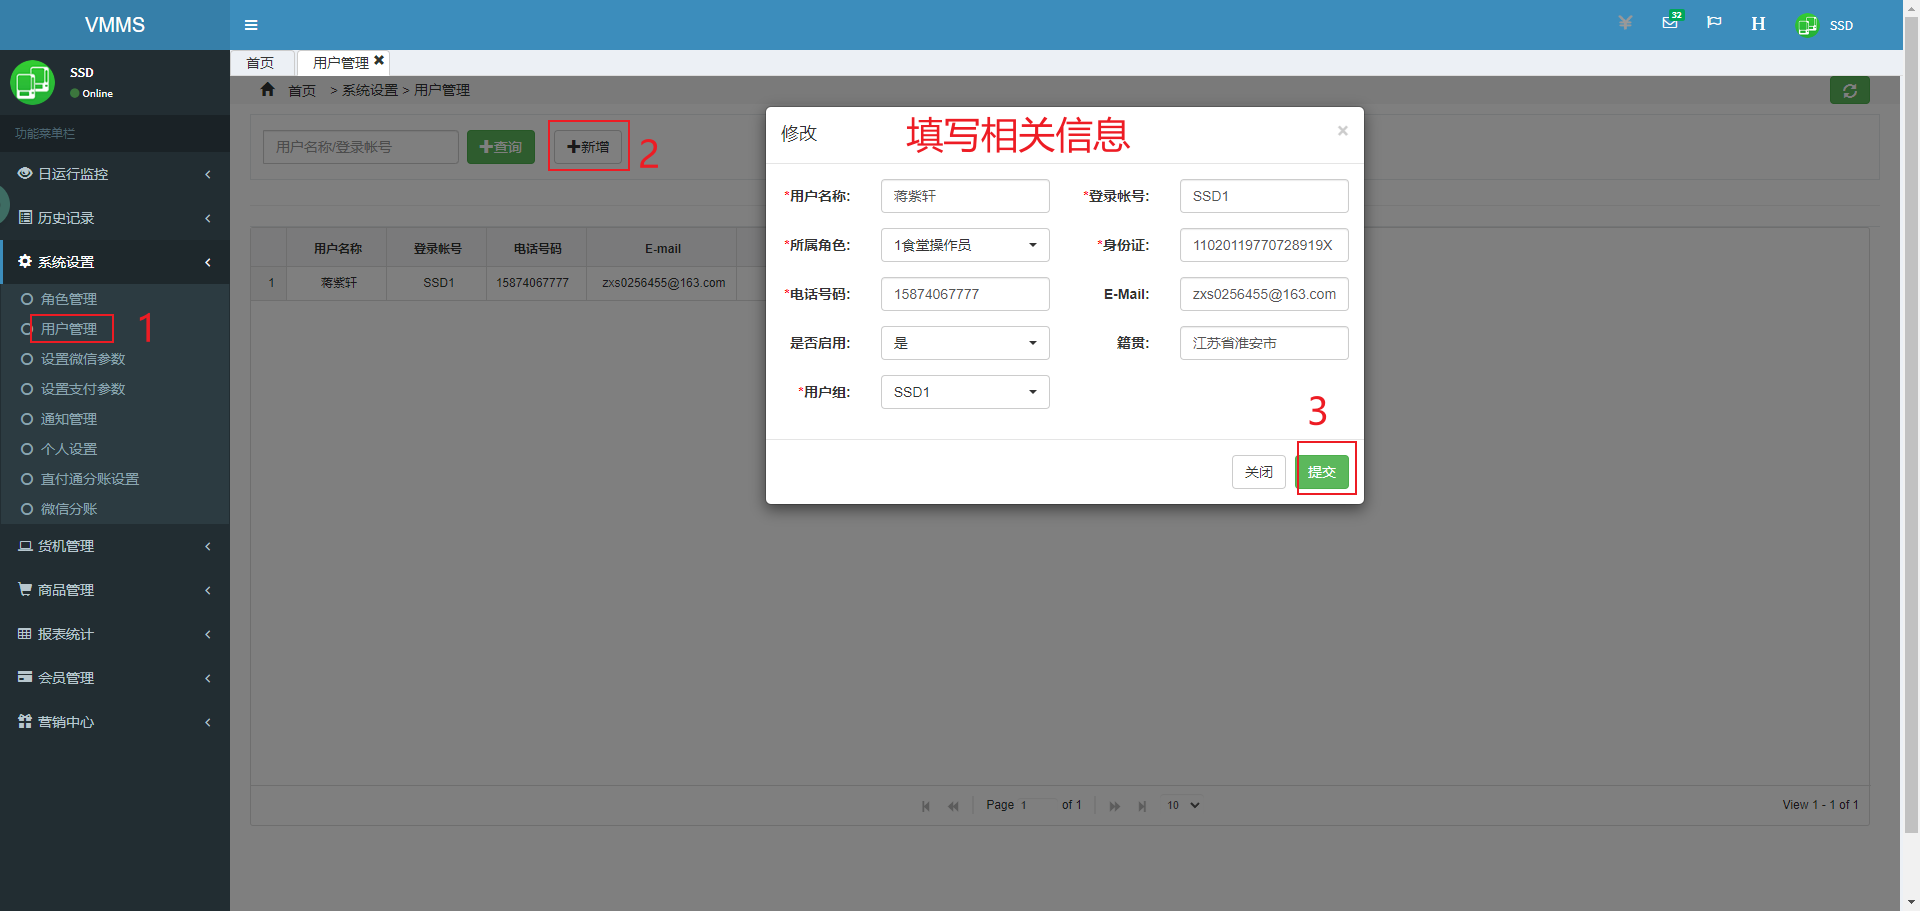 VMMS
32
H
SSD
SSD
Online
首页
用户管理
首页 > 系统设置 > 用户管理
功能菜单栏
日运行监控
历史记录
系统设置
角色管理
用户管理
1
设置微信参数
设置支付参数
通知管理
个人设置
直付通分账设置
微信分账
货机管理
商品管理
报表统计
会员管理
营销中心
用户名称/登录帐号
查询
新增
2
用户名称 登录帐号 电话号码 E-mail
1 蒋紫轩 SSD1 15874067777 zxs0256455@163.com
修改
填写相关信息
×
*用户名称: 蒋紫轩 *登录帐号: SSD1
*所属角色: 1食堂操作员 *身份证: 11020119770728919X
*电话号码: 15874067777 E-Mail: zxs0256455@163.com
是否启用: 是 籍贯: 江苏省淮安市
*用户组: SSD1
3
关闭 提交
Page 1 of 1 10
View 1 - 1 of 1